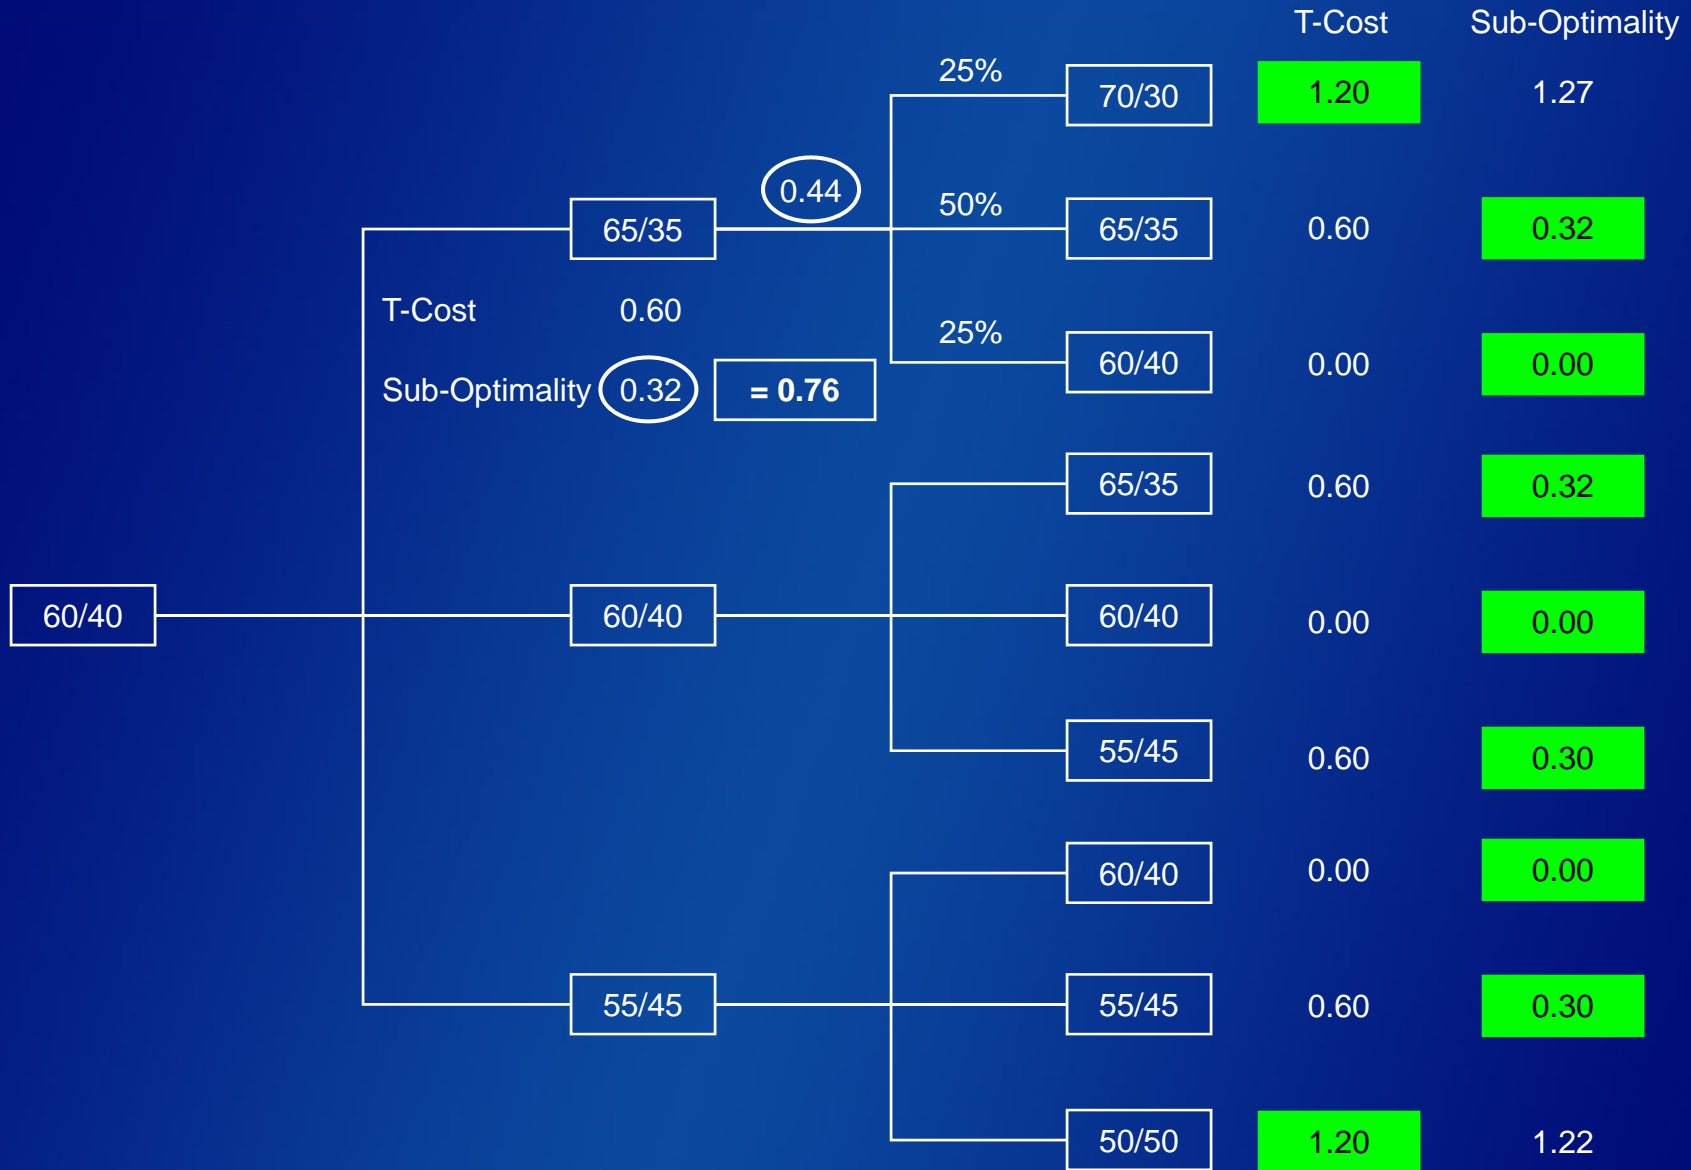 T-Cost Sub-Optimality
25% 70/30 1.20 1.27
0.44
50%
65/35 65/35 0.60 0.32
T-Cost 0.60
25% 60/40 0.00 0.00
Sub-Optimality 0.32 = 0.76
65/35 0.60 0.32
60/40 60/40 60/40 0.00 0.00
55/45 0.60 0.30
60/40 0.00 0.00
55/45 55/45 0.60 0.30
50/50 1.20 1.22